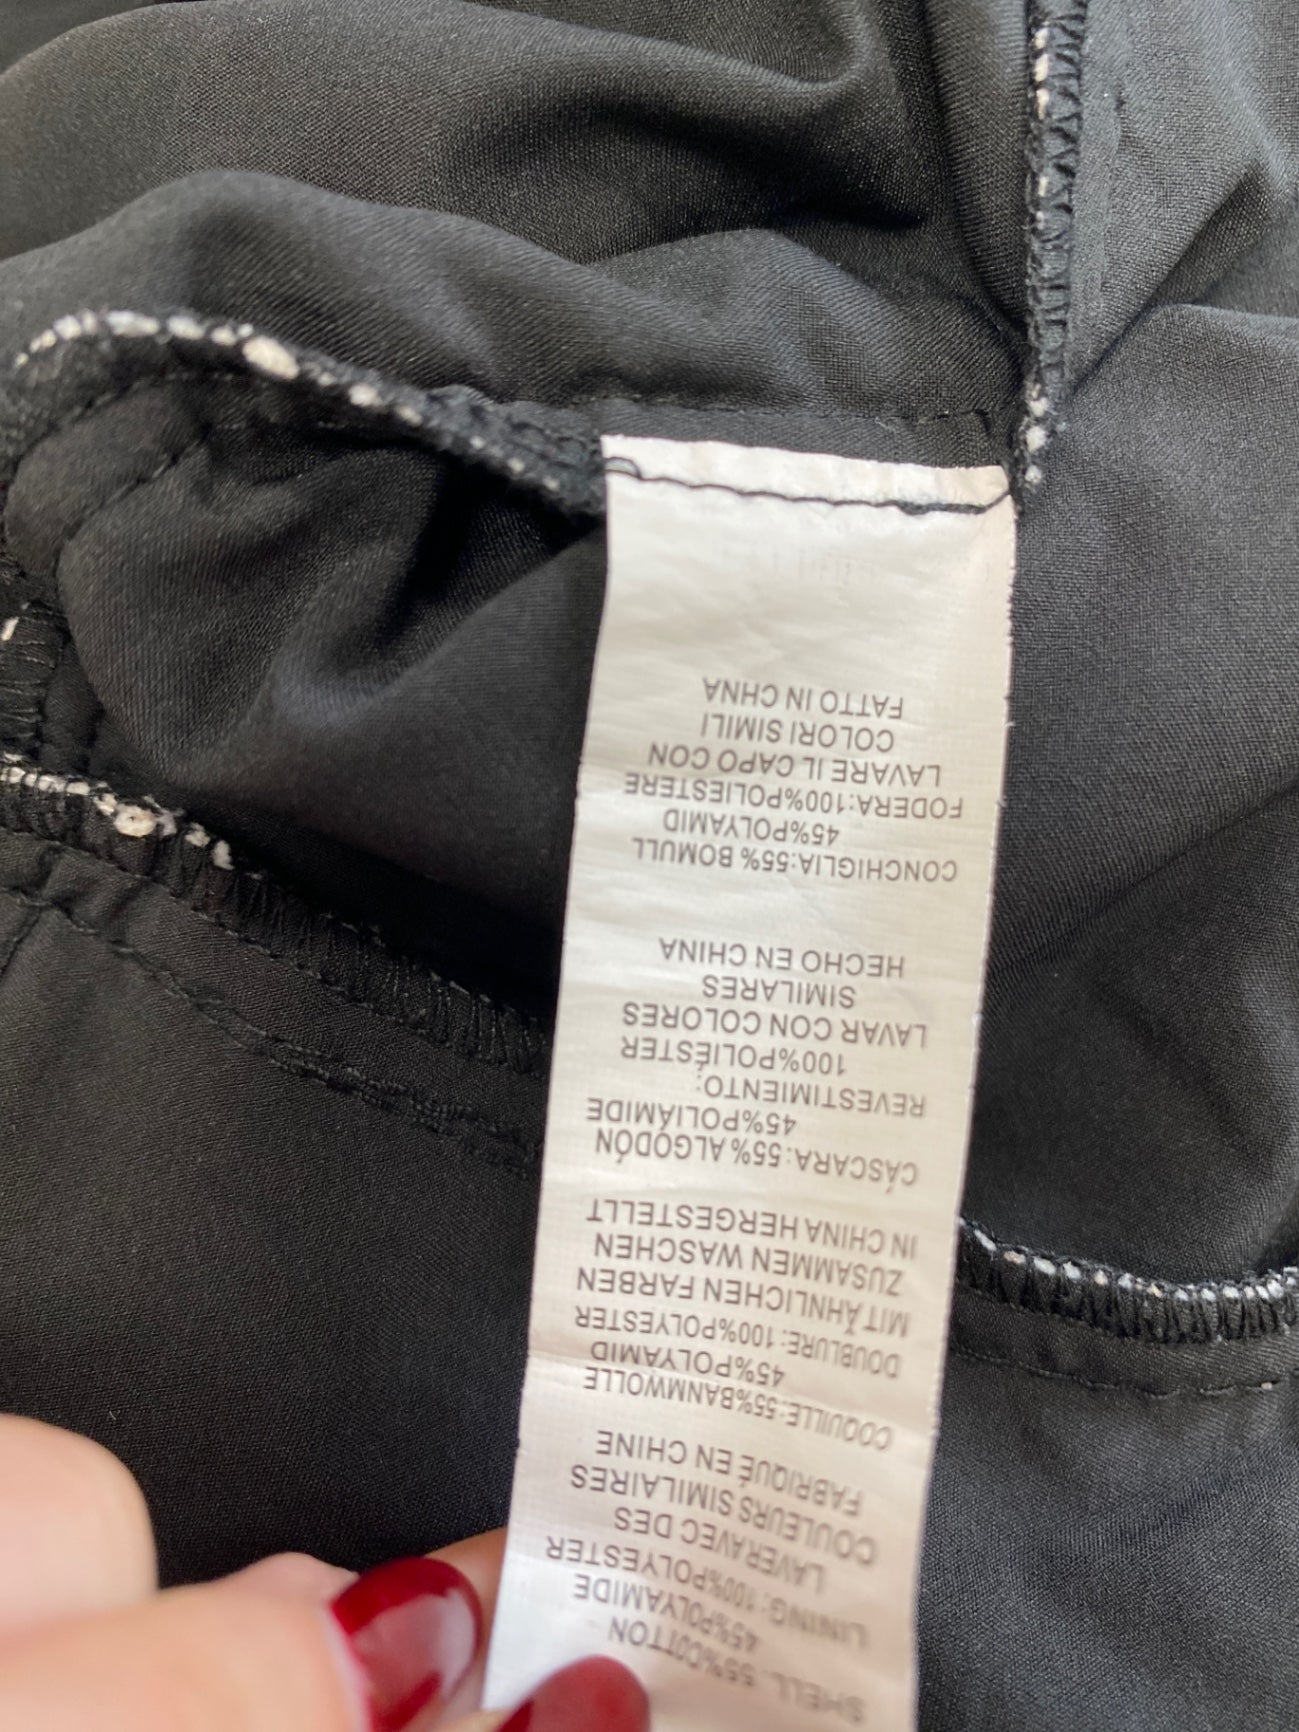 SHELL. 55%COTTON -
45%POLYAMIDE
LINING: 100%POLYESTER
LAVERAVEC DES
COULEURS SIMILAIRES
FABRIQUÉ EN CHINE
COQUILLE:55%BANMWOLLE
45%POLYAMID
DOUBLURE: 100%POLYESTER
MIT ÄHNLICHEN FARBEN
ZUSAMMEN WASCHEN
IN CHINA HERGESTELLT
CÁSCARA: 55% ALGODÓN
45%POLIAMIDE
REVESTIMIENTO:
100%POLIÉSTER
LAVAR CON COLORES
SIMILARES
HECHO EN CHINA
CONCHIGLIA:55% BOMULL
45%POLYAMID
FODERA:100%POLIESTERE
LAVARE IL CAPO CON
COLORI SIMILI
FATTO IN CHNA